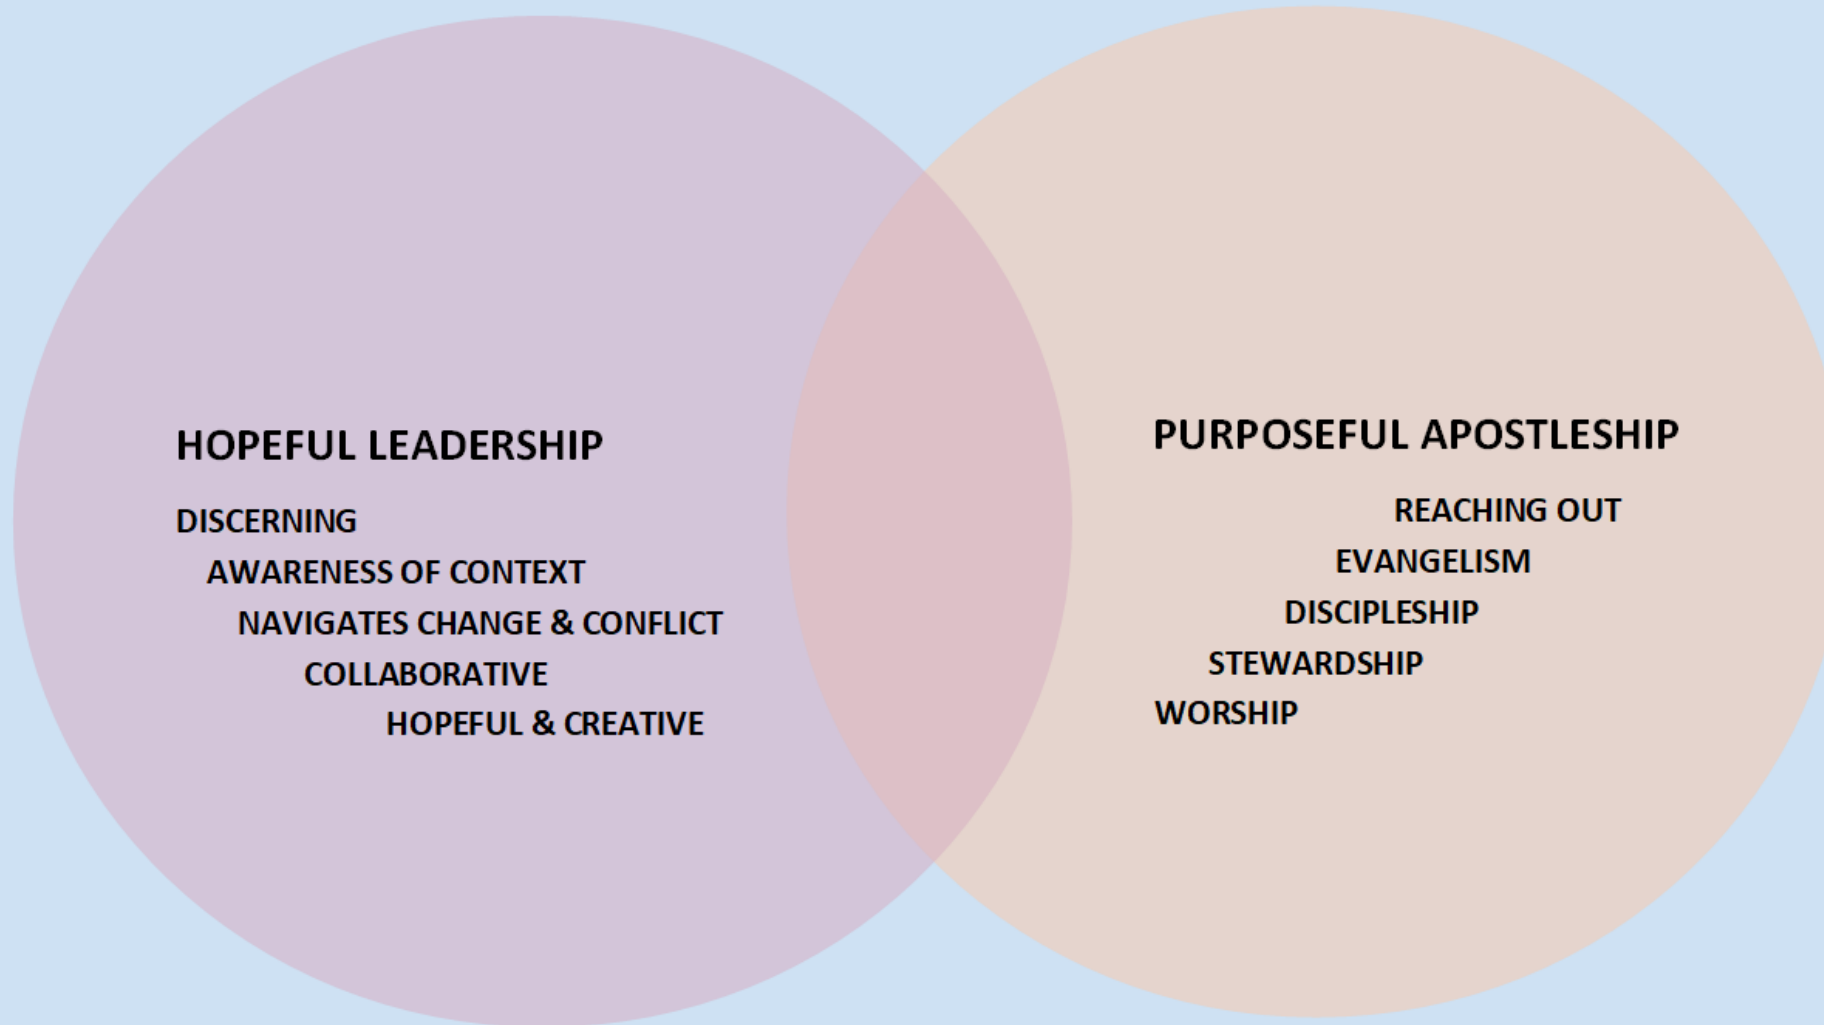 HOPEFUL LEADERSHIP
DISCERNING
AWARENESS OF CONTEXT
NAVIGATES CHANGE & CONFLICT
COLLABORATIVE
HOPEFUL & CREATIVE
PURPOSEFUL APOSTLESHIP
REACHING OUT
EVANGELISM
DISCIPLESHIP
STEWARDSHIP
WORSHIP